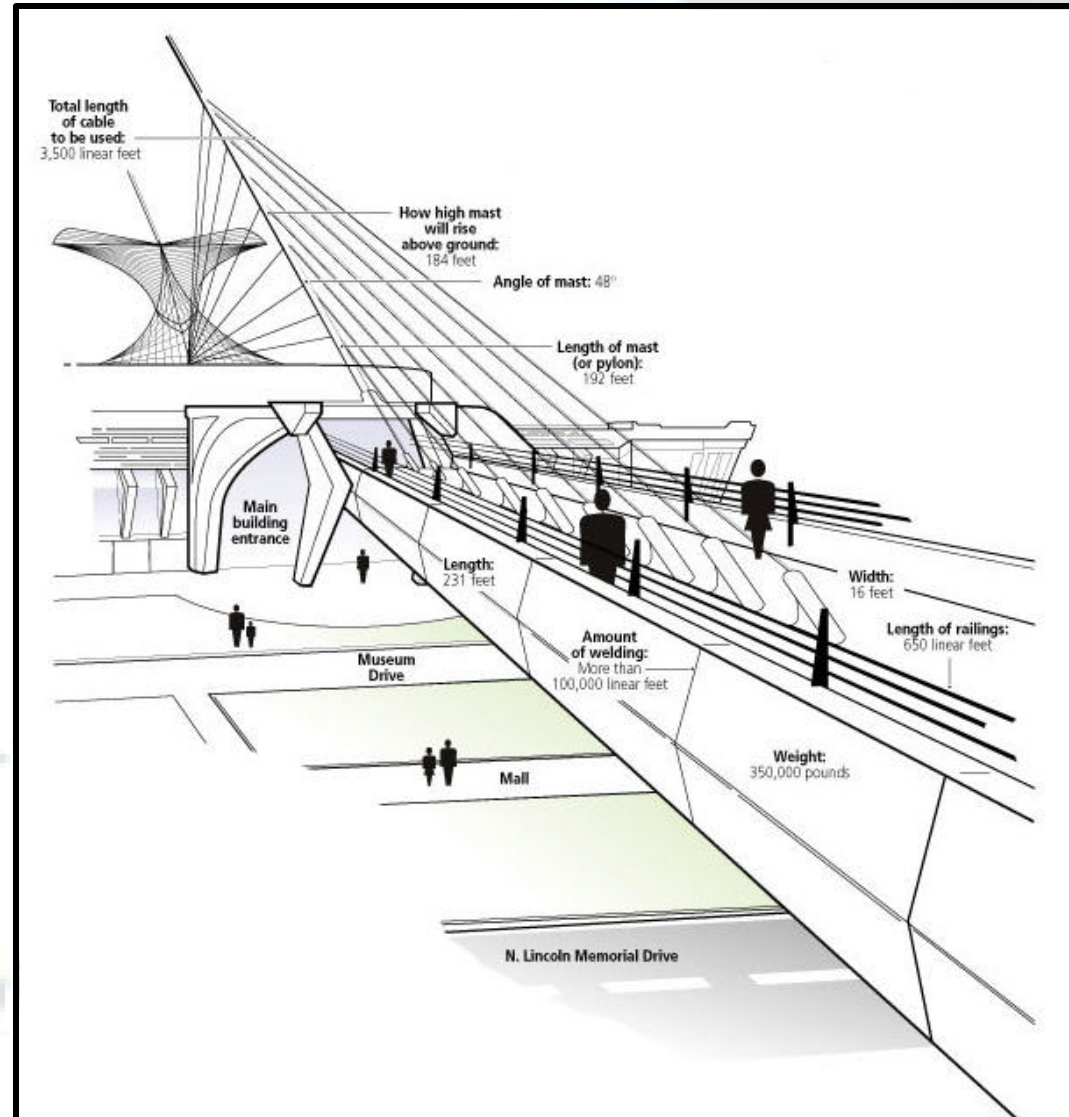 Total length
of cable
to be used:
3,500 linear feet
How high mast
will rise
above ground:
184 feet
Angle of mast: 48°
Length of mast
(or pylon):
192 feet
Main
building
entrance
Length:
231 feet
Width:
16 feet
Length of railings:
650 linear feet
Amount
of welding:
More than
100,000 linear feet
Museum
Drive
Weight:
350,000 pounds
Mall
N. Lincoln Memorial Drive